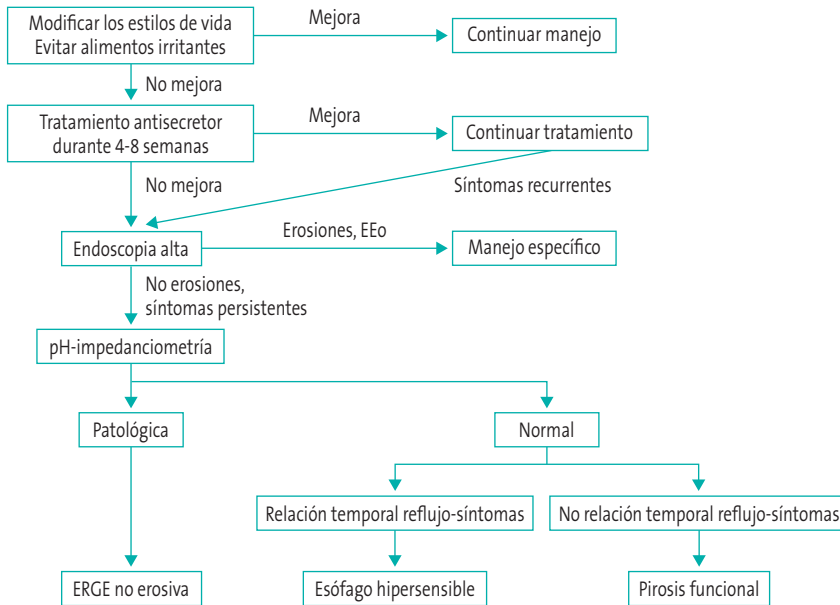 Modificar los estilos de vida
Evitar alimentos irritantes
Mejora
Continuar manejo
No mejora
Tratamiento antisecretor
durante 4-8 semanas
Mejora
Continuar tratamiento
No mejora
Síntomas recurrentes
Endoscopia alta
Erosiones, EEo
Manejo específico
No erosiones,
síntomas persistentes
pH-impedanciometría
Patológica
Normal
Relación temporal reflujo-síntomas
No relación temporal reflujo-síntomas
ERGE no erosiva
Esófago hipersensible
Pirosis funcional